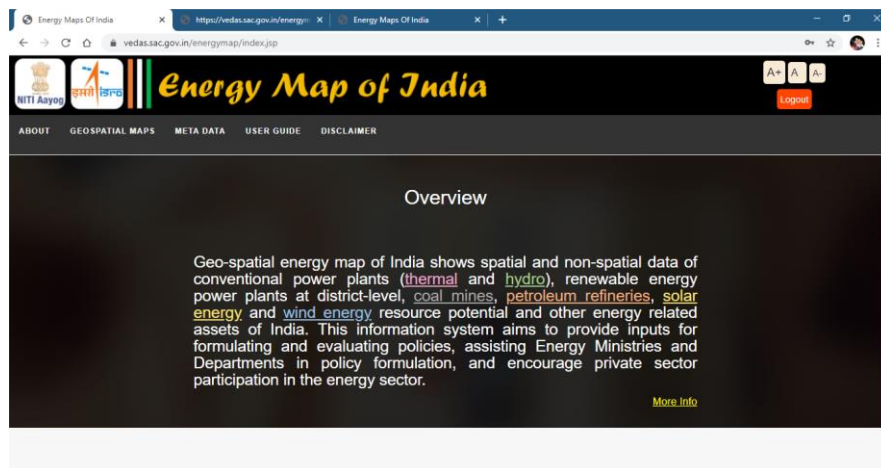 Energy Maps Of India
https://vedas.sac.gov.in/energym
Energy Maps Of India
vedas.sac.gov.in/energymap/index.jsp
NITI Aayog
इसरो isro
Energy Map of India
A+ A A-
Logout
ABOUT GEOSPATIAL MAPS META DATA USER GUIDE DISCLAIMER
Overview
Geo-spatial energy map of India shows spatial and non-spatial data of
conventional power plants (thermal and hydro), renewable energy
power plants at district-level, coal mines, petroleum refineries, solar
energy and wind energy resource potential and other energy related
assets of India. This information system aims to provide inputs for
formulating and evaluating policies, assisting Energy Ministries and
Departments in policy formulation, and encourage private sector
participation in the energy sector.
More Info